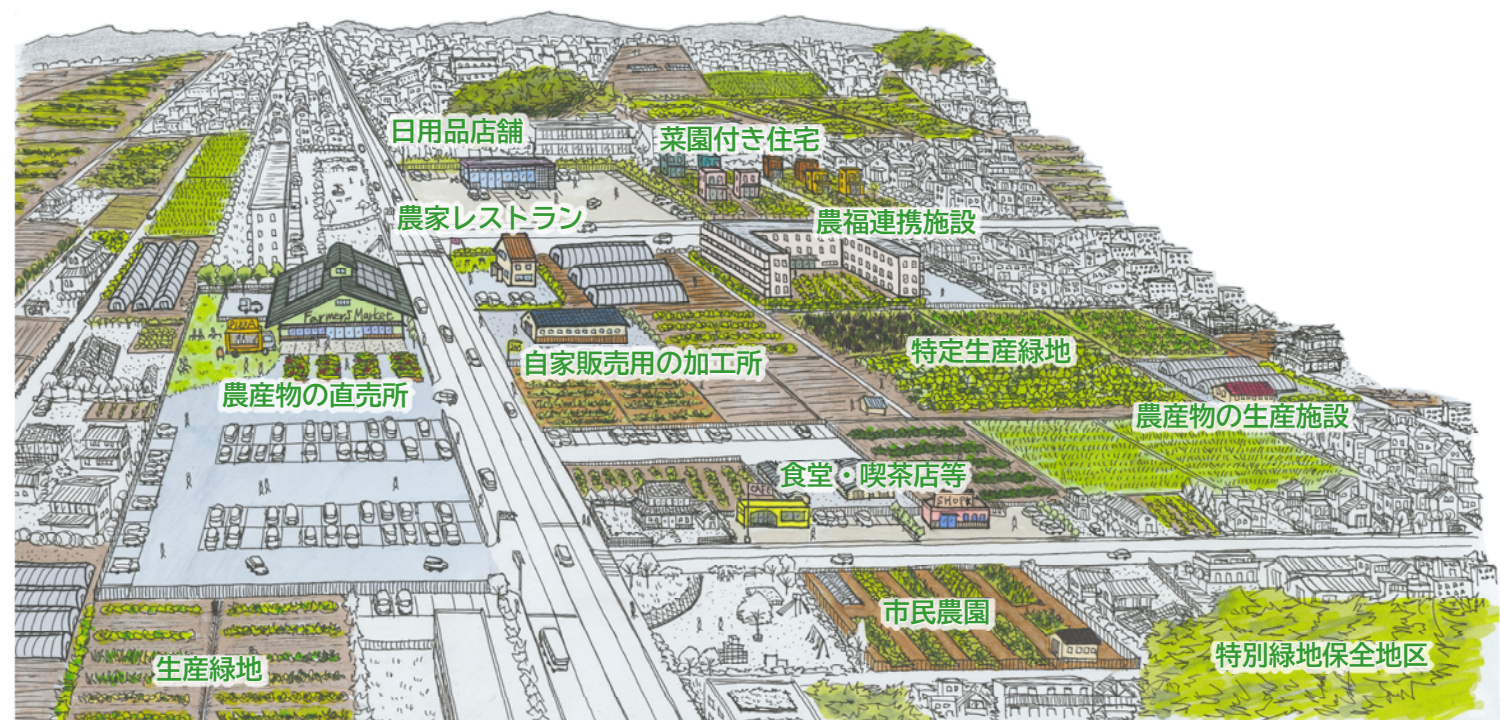 日用品店舗
菜園付き住宅
農家レストラン
農福連携施設
Farmers Market
PIZZA
農産物の直売所
自家販売用の加工所
特定生産緑地
農産物の生産施設
食堂・喫茶店等
CAFE
SHOP
市民農園
生産緑地
特別緑地保全地区